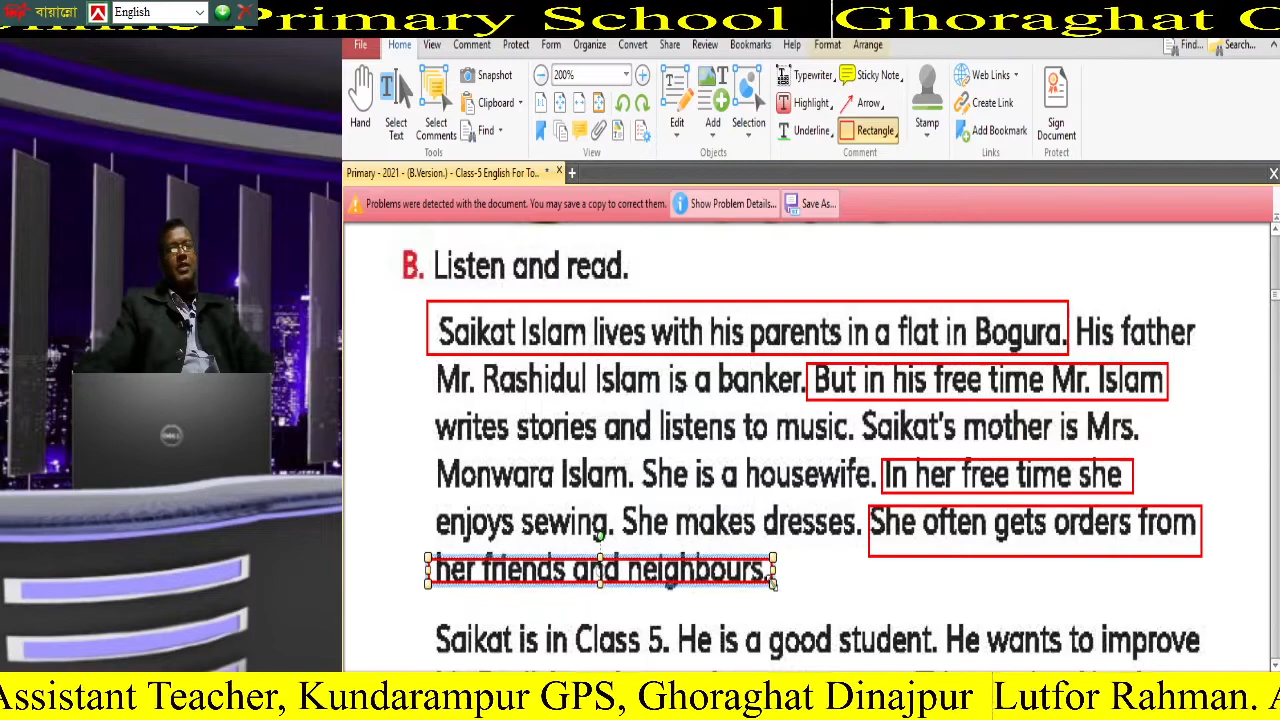 বায়ান্নো English
Primary School Ghoraghat
File Home View Comment Protect Form Organize Convert Share Review Bookmarks Help Format Arrange Find... Search...
Hand Select Text Select Comments Snapshot Clipboard Find Tools
200% View
Edit Add Selection Objects
Typewriter Sticky Note Highlight Arrow Underline Rectangle Stamp Comment
Web Links Create Link Add Bookmark Links
Sign Document Protect
Primary - 2021 - (B.Version.) - Class-5 English For To.. * x + X
Problems were detected with the document. You may save a copy to correct them. Show Problem Details... Save As...
B. Listen and read.
Saikat Islam lives with his parents in a flat in Bogura. His father
Mr. Rashidul Islam is a banker. But in his free time Mr. Islam
writes stories and listens to music. Saikat's mother is Mrs.
Monwara Islam. She is a housewife. In her free time she
enjoys sewing. She makes dresses. She often gets orders from
her friends and neighbours.
Saikat is in Class 5. He is a good student. He wants to improve
DELL
Assistant Teacher, Kundarampur GPS, Ghoraghat Dinajpur Lutfor Rahman. A